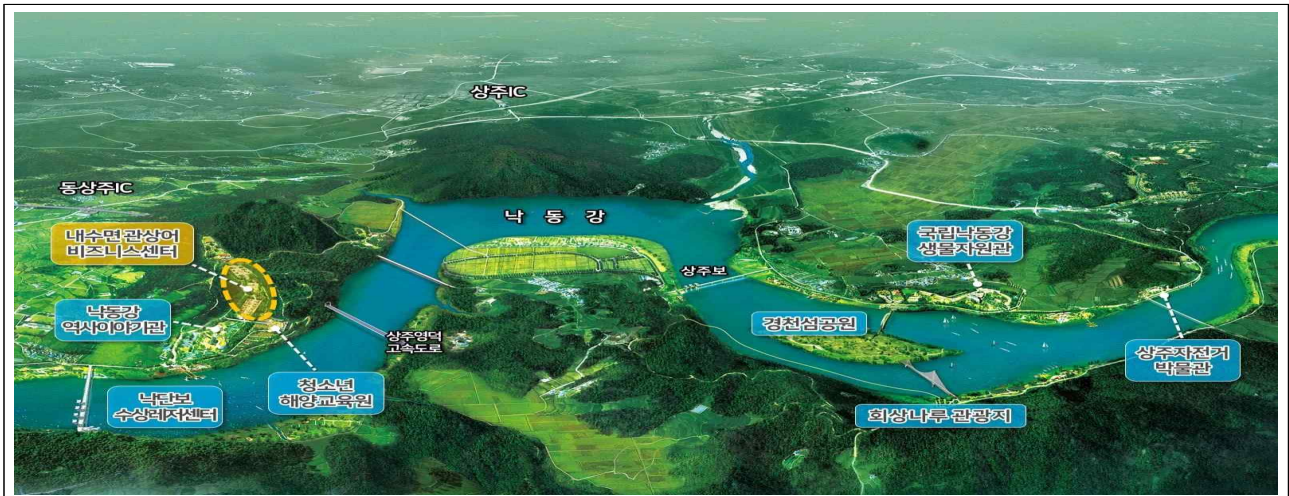 상주IC
동상주IC
낙동강
내수면 관상어
비즈니스센터
국립낙동강
생물자원관
상주보
낙동강
역사이야기관
경천섬공원
상주영덕
고속도로
상주자전거
박물관
청소년
해양교육원
낙단보
수상레저센터
회상나루 관광지